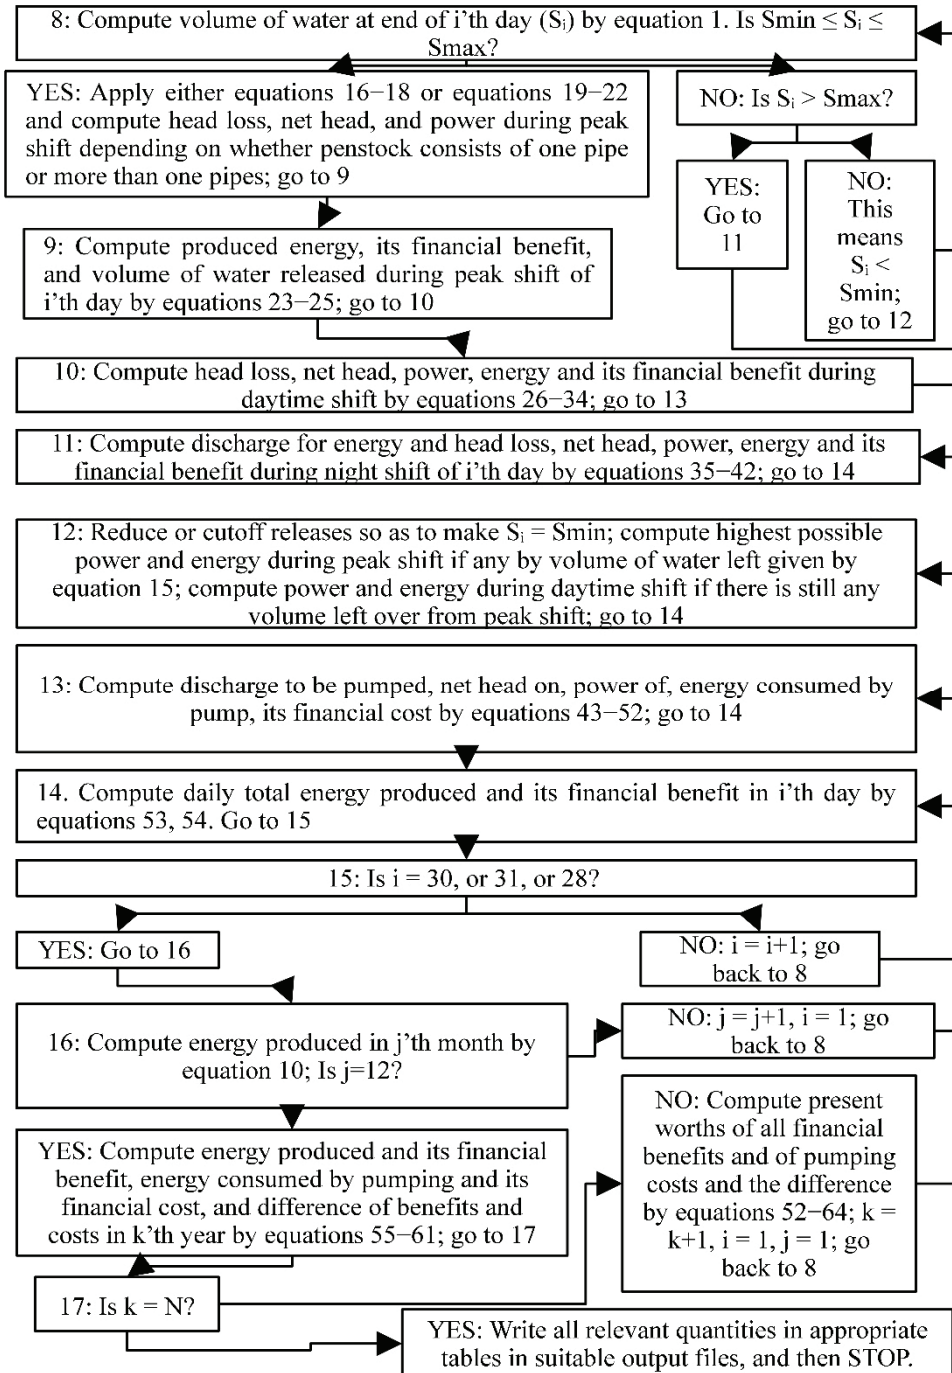 8: Compute volume of water at end of i'th day (Sᵢ) by equation 1. Is Smin ≤ Sᵢ ≤
Smax?
YES: Apply either equations 16−18 or equations 19−22
and compute head loss, net head, and power during peak
shift depending on whether penstock consists of one pipe
or more than one pipes; go to 9
NO: Is Sᵢ > Smax?
YES:
Go to
11
NO:
This
means
Sᵢ <
Smin;
go to 12
9: Compute produced energy, its financial benefit,
and volume of water released during peak shift of
i'th day by equations 23−25; go to 10
10: Compute head loss, net head, power, energy and its financial benefit during
daytime shift by equations 26−34; go to 13
11: Compute discharge for energy and head loss, net head, power, energy and its
financial benefit during night shift of i'th day by equations 35−42; go to 14
12: Reduce or cutoff releases so as to make Sᵢ = Smin; compute highest possible
power and energy during peak shift if any by volume of water left given by
equation 15; compute power and energy during daytime shift if there is still any
volume left over from peak shift; go to 14
13: Compute discharge to be pumped, net head on, power of, energy consumed by
pump, its financial cost by equations 43−52; go to 14
14. Compute daily total energy produced and its financial benefit in i'th day by
equations 53, 54. Go to 15
15: Is i = 30, or 31, or 28?
YES: Go to 16
NO: i = i+1; go
back to 8
16: Compute energy produced in j'th month by
equation 10; Is j=12?
NO: j = j+1, i = 1; go
back to 8
YES: Compute energy produced and its financial
benefit, energy consumed by pumping and its
financial cost, and difference of benefits and
costs in k'th year by equations 55−61; go to 17
NO: Compute present
worths of all financial
benefits and of pumping
costs and the difference
by equations 52−64; k =
k+1, i = 1, j = 1; go
back to 8
17: Is k = N?
YES: Write all relevant quantities in appropriate
tables in suitable output files, and then STOP.